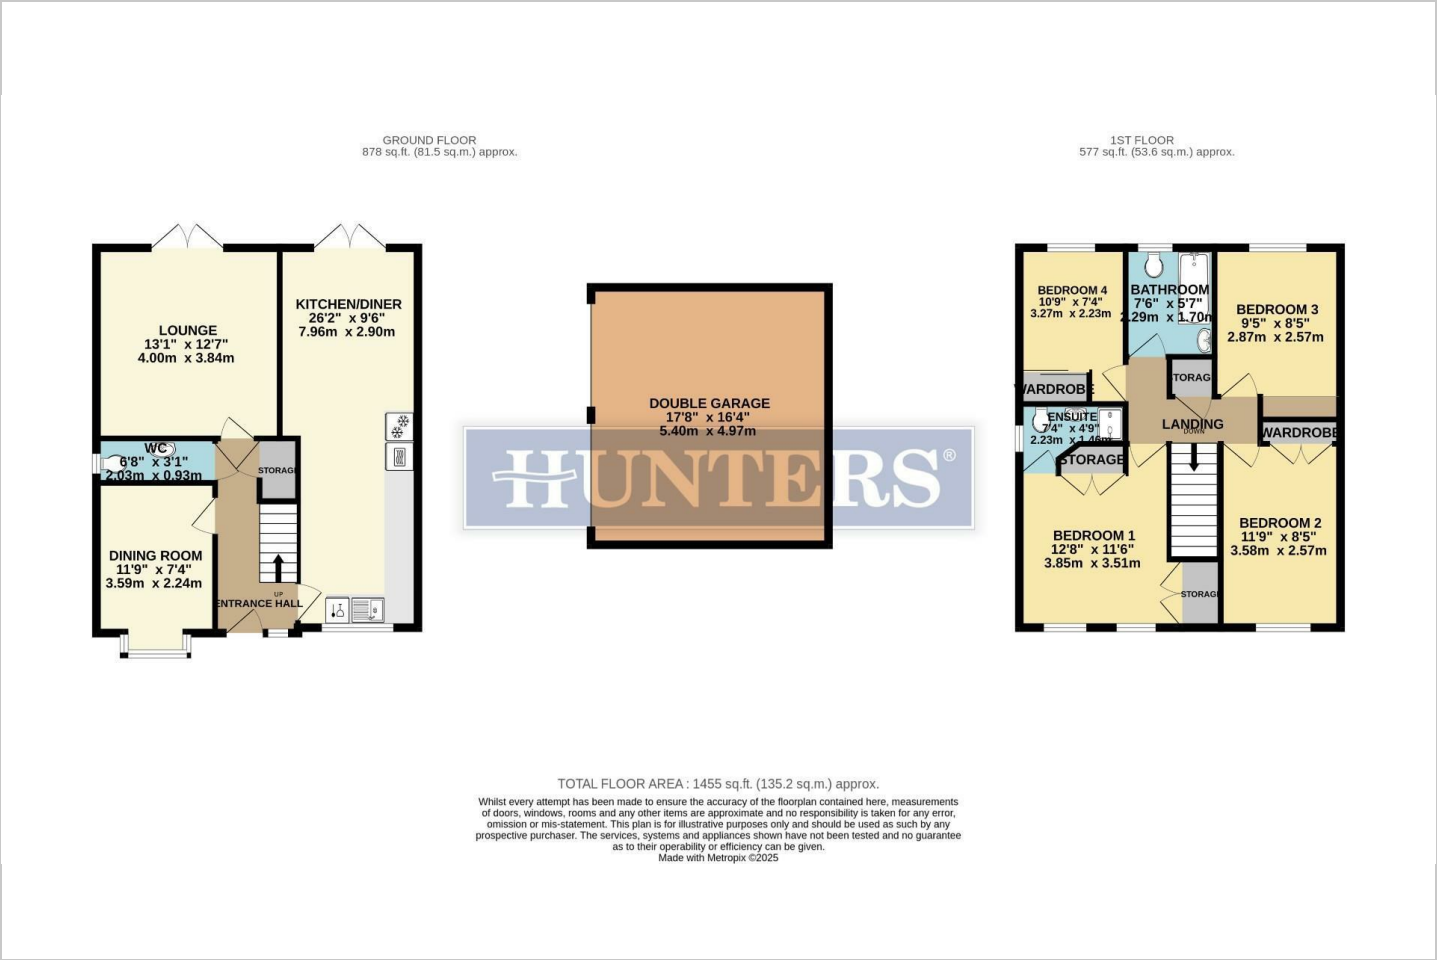 GROUND FLOOR
878 sq.ft. (81.5 sq.m.) approx.
1ST FLOOR
577 sq.ft. (53.6 sq.m.) approx.
LOUNGE
13'1" x 12'7"
4.00m x 3.84m
KITCHEN/DINER
26'2" x 9'6"
7.96m x 2.90m
WC
6'8" x 3'1"
2.03m x 0.93m
STORAGE
DINING ROOM
11'9" x 7'4"
3.59m x 2.24m
UP
ENTRANCE HALL
DOUBLE GARAGE
17'8" x 16'4"
5.40m x 4.97m
HUNTERS®
BEDROOM 4
10'9" x 7'4"
3.27m x 2.23m
BATHROOM
7'6" x 5'7"
2.29m x 1.70m
BEDROOM 3
9'5" x 8'5"
2.87m x 2.57m
WARDROBE
STORAGE
ENSUITE
7'4" x 4'9"
2.23m x 1.46m
LANDING
DOWN
WARDROBE
STORAGE
BEDROOM 1
12'8" x 11'6"
3.85m x 3.51m
BEDROOM 2
11'9" x 8'5"
3.58m x 2.57m
STORAGE
TOTAL FLOOR AREA : 1455 sq.ft. (135.2 sq.m.) approx.
Whilst every attempt has been made to ensure the accuracy of the floorplan contained here, measurements
of doors, windows, rooms and any other items are approximate and no responsibility is taken for any error,
omission or mis-statement. This plan is for illustrative purposes only and should be used as such by any
prospective purchaser. The services, systems and appliances shown have not been tested and no guarantee
as to their operability or efficiency can be given.
Made with Metropix ©2025